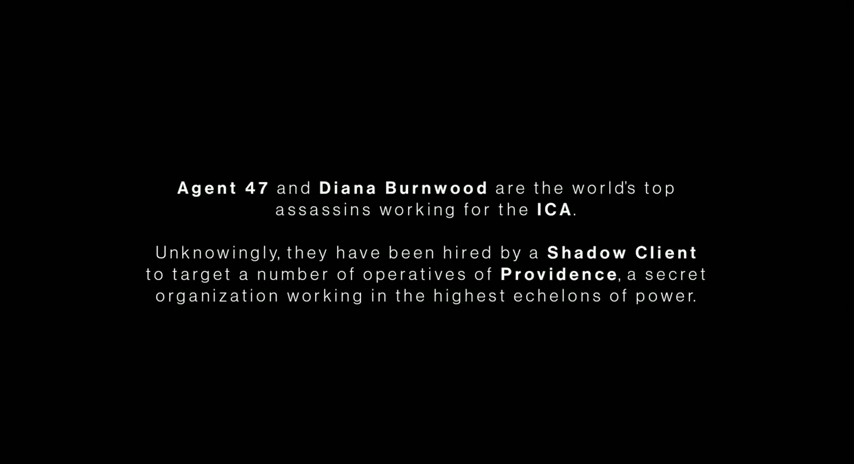 Agent 47 and Diana Burnwood are the world's top
assassins working for the ICA.
Unknowingly, they have been hired by a Shadow Client
to target a number of operatives of Providence, a secret
organization working in the highest echelons of power.